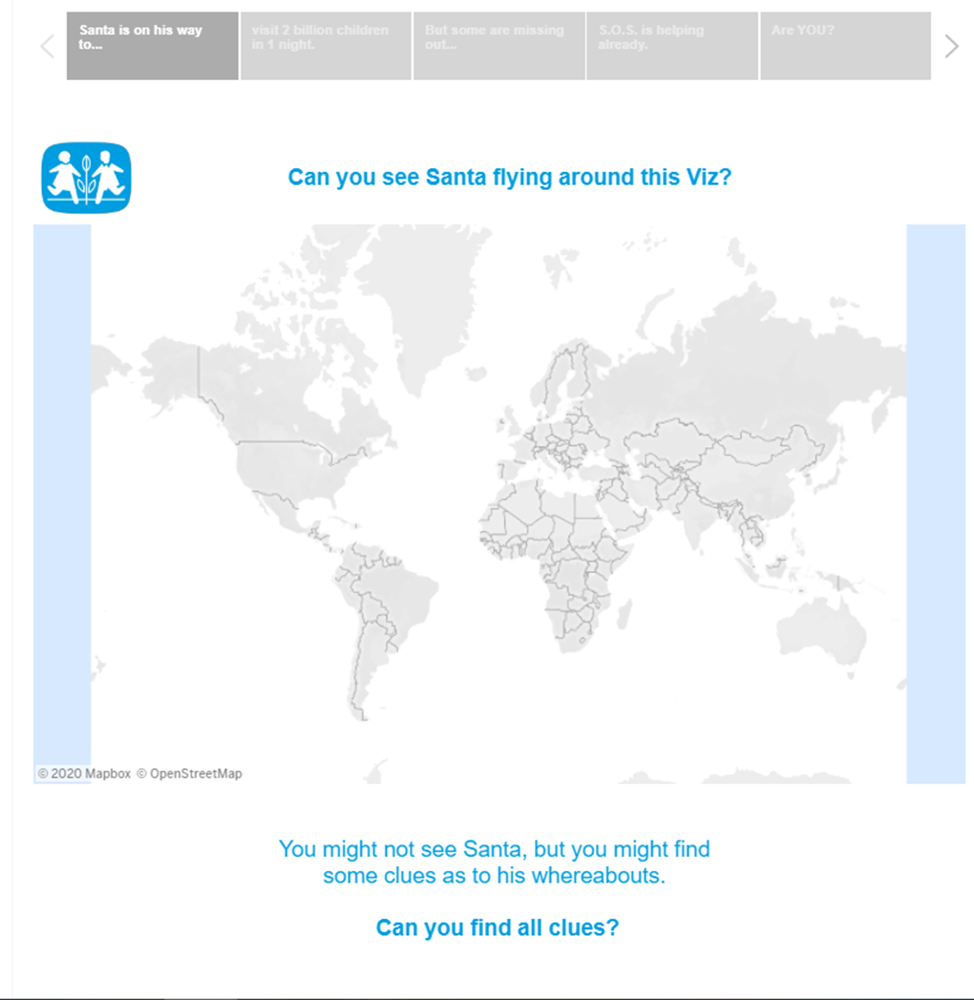 Santa is on his way
to...
visit 2 billion children
in 1 night.
But some are missing
out...
S.O.S. is helping
already.
Are YOU?
Can you see Santa flying around this Viz?
© 2020 Mapbox © OpenStreetMap
You might not see Santa, but you might find
some clues as to his whereabouts.
Can you find all clues?